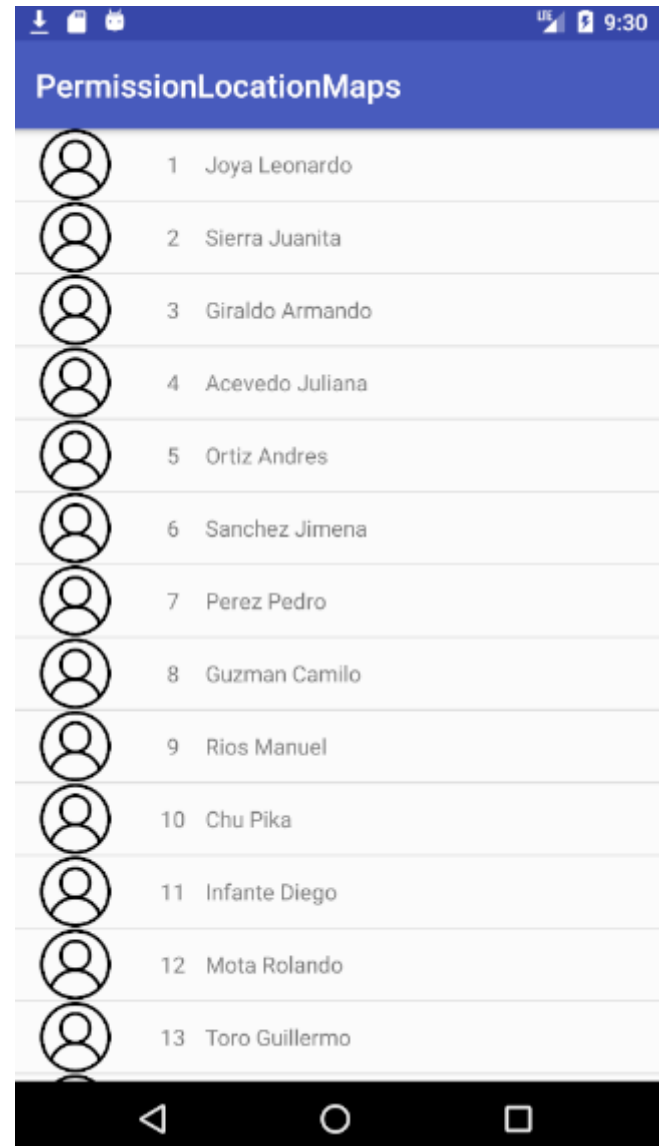 LTE 9:30
PermissionLocationMaps
1 Joya Leonardo
2 Sierra Juanita
3 Giraldo Armando
4 Acevedo Juliana
5 Ortiz Andres
6 Sanchez Jimena
7 Perez Pedro
8 Guzman Camilo
9 Rios Manuel
10 Chu Pika
11 Infante Diego
12 Mota Rolando
13 Toro Guillermo